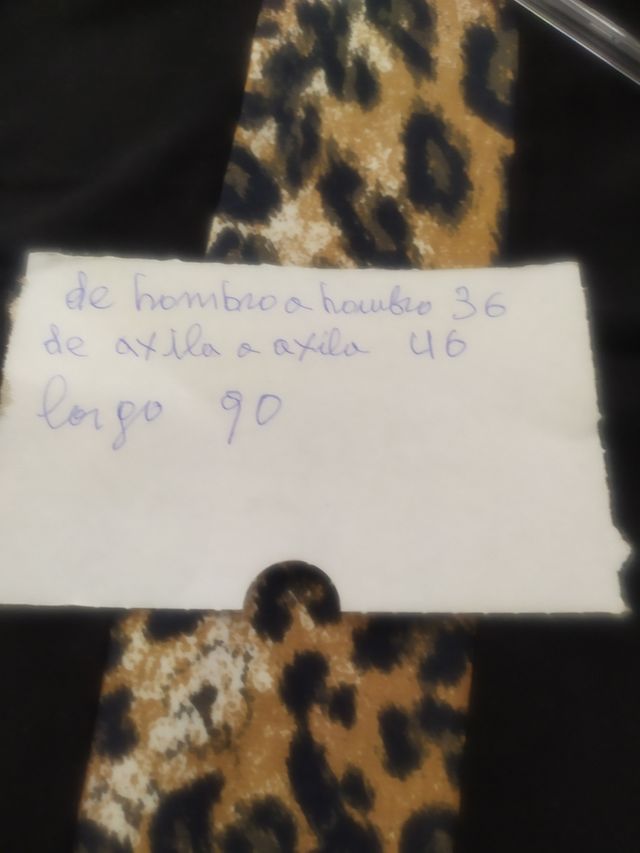 de hombro a hombro 36
de axila a axila 46
largo 90